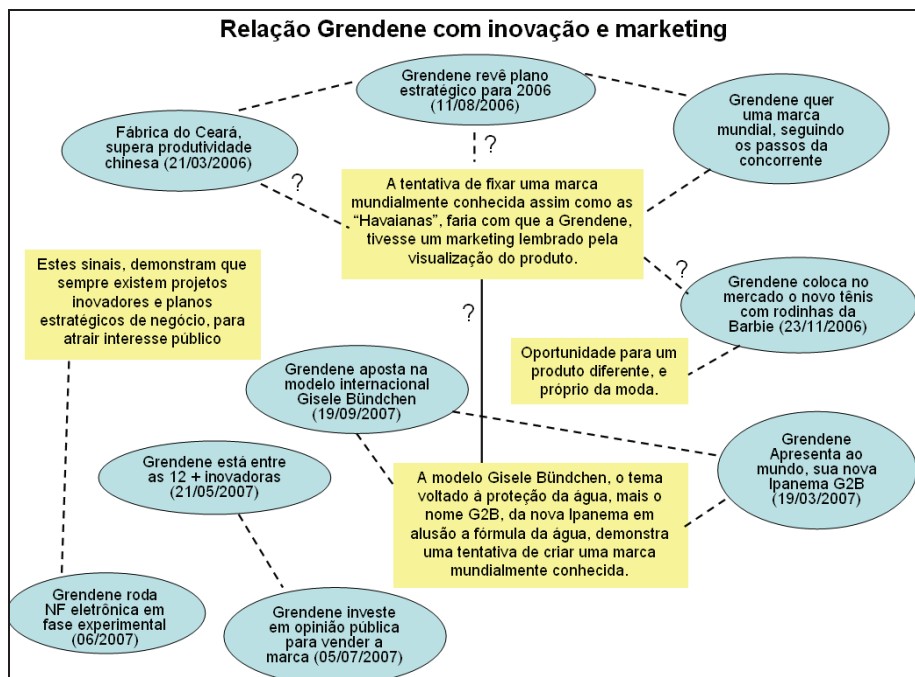 Relação Grendene com inovação e marketing
Grendene revê plano
estratégico para 2006
(11/08/2006)
Fábrica do Ceará,
supera produtividade
chinesa (21/03/2006)
Grendene quer
uma marca
mundial, seguindo
os passos da
concorrente
?
?
A tentativa de fixar uma marca
mundialmente conhecida assim como as
“Havaianas”, faria com que a Grendene,
tivesse um marketing lembrado pela
visualização do produto.
Estes sinais, demonstram que
sempre existem projetos
inovadores e planos
estratégicos de negócio, para
atrair interesse público
?
Grendene coloca no
mercado o novo tênis
com rodinhas da
Barbie (23/11/2006)
?
Oportunidade para um
produto diferente, e
próprio da moda.
Grendene aposta na
modelo internacional
Gisele Bündchen
(19/09/2007)
Grendene
Apresenta ao
mundo, sua nova
Ipanema G2B
(19/03/2007)
Grendene está entre
as 12 + inovadoras
(21/05/2007)
A modelo Gisele Bündchen, o tema
voltado à proteção da água, mais o
nome G2B, da nova Ipanema em
alusão a fórmula da água, demonstra
uma tentativa de criar uma marca
mundialmente conhecida.
Grendene roda
NF eletrônica em
fase experimental
(06/2007)
Grendene investe
em opinião pública
para vender a
marca (05/07/2007)